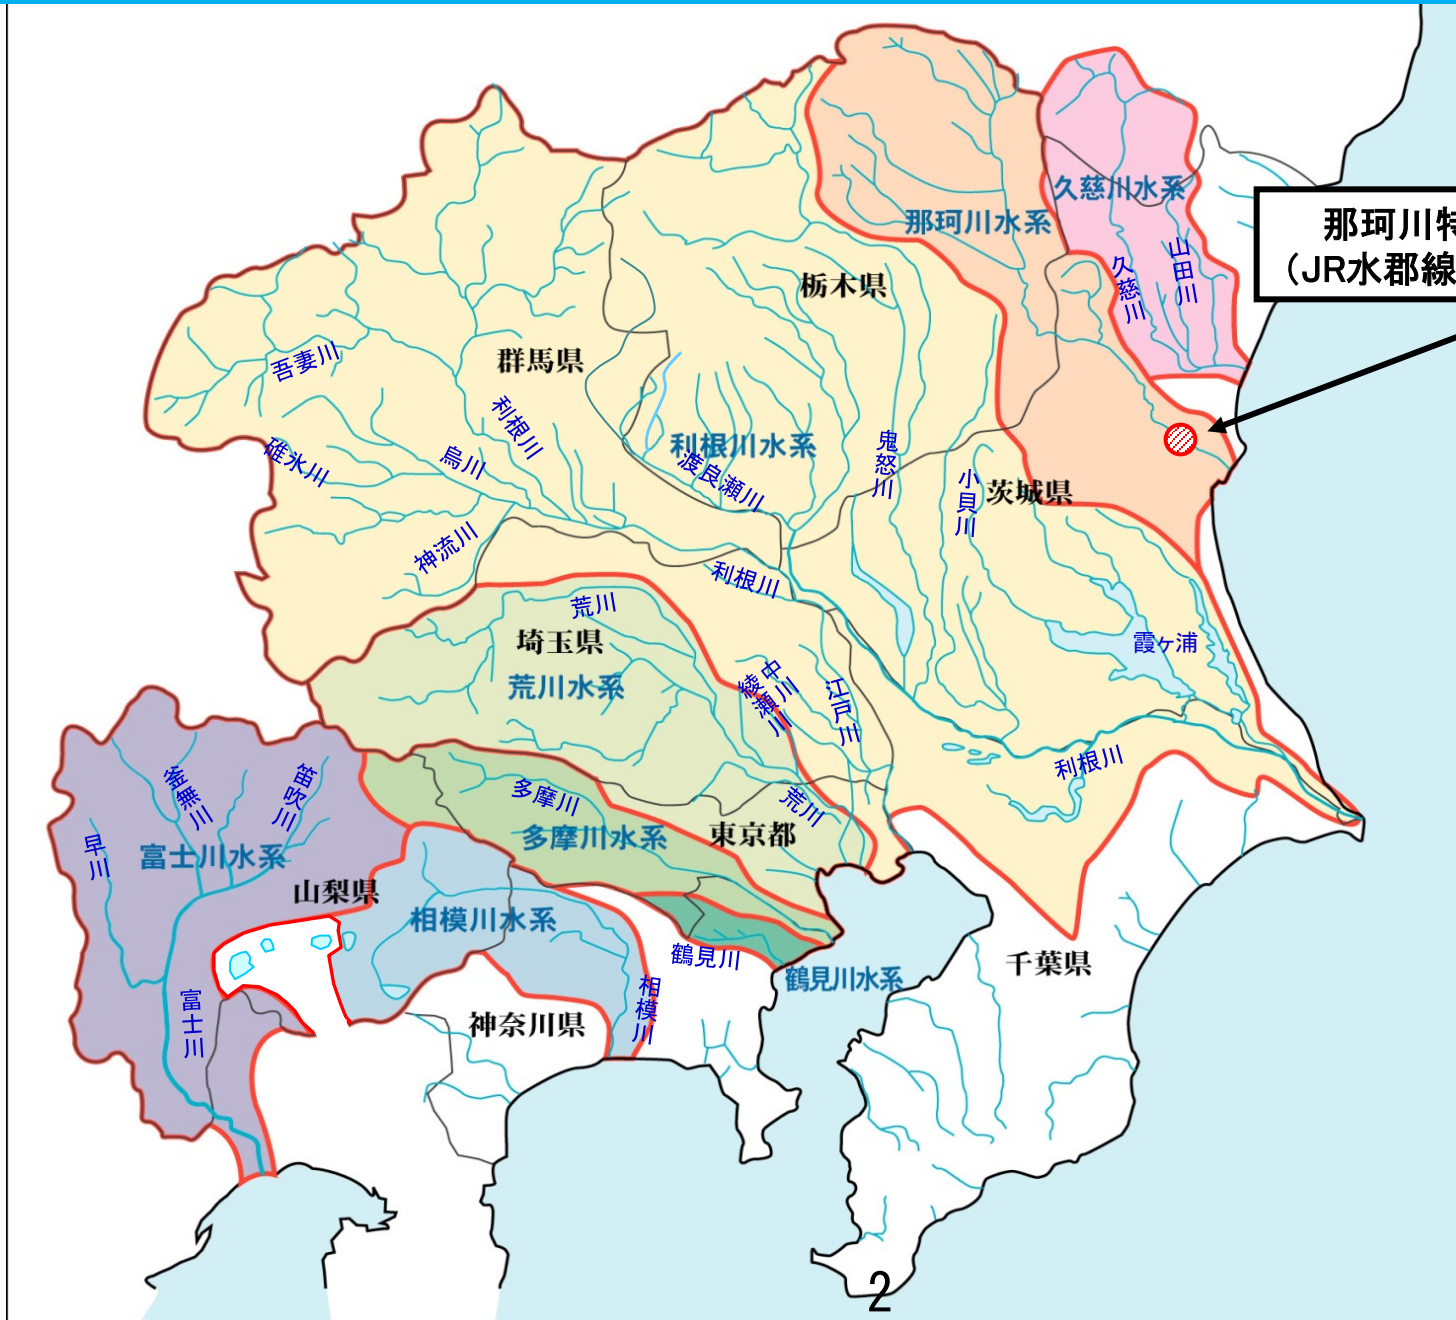 久慈川水系
那珂川水系
那珂川特
（JR水郡線
山田川
久慈川
栃木県
群馬県
吾妻川
利根川
利根川水系
鬼怒川
碓氷川
烏川
渡良瀬川
小貝川
茨城県
神流川
利根川
荒川
埼玉県
霞ヶ浦
荒川水系
中川
綾瀬川
江戸川
利根川
釜無川
笛吹川
多摩川
荒川
早川
多摩川水系
東京都
富士川水系
山梨県
相模川水系
鶴見川
千葉県
鶴見川水系
富士川
相模川
神奈川県
2